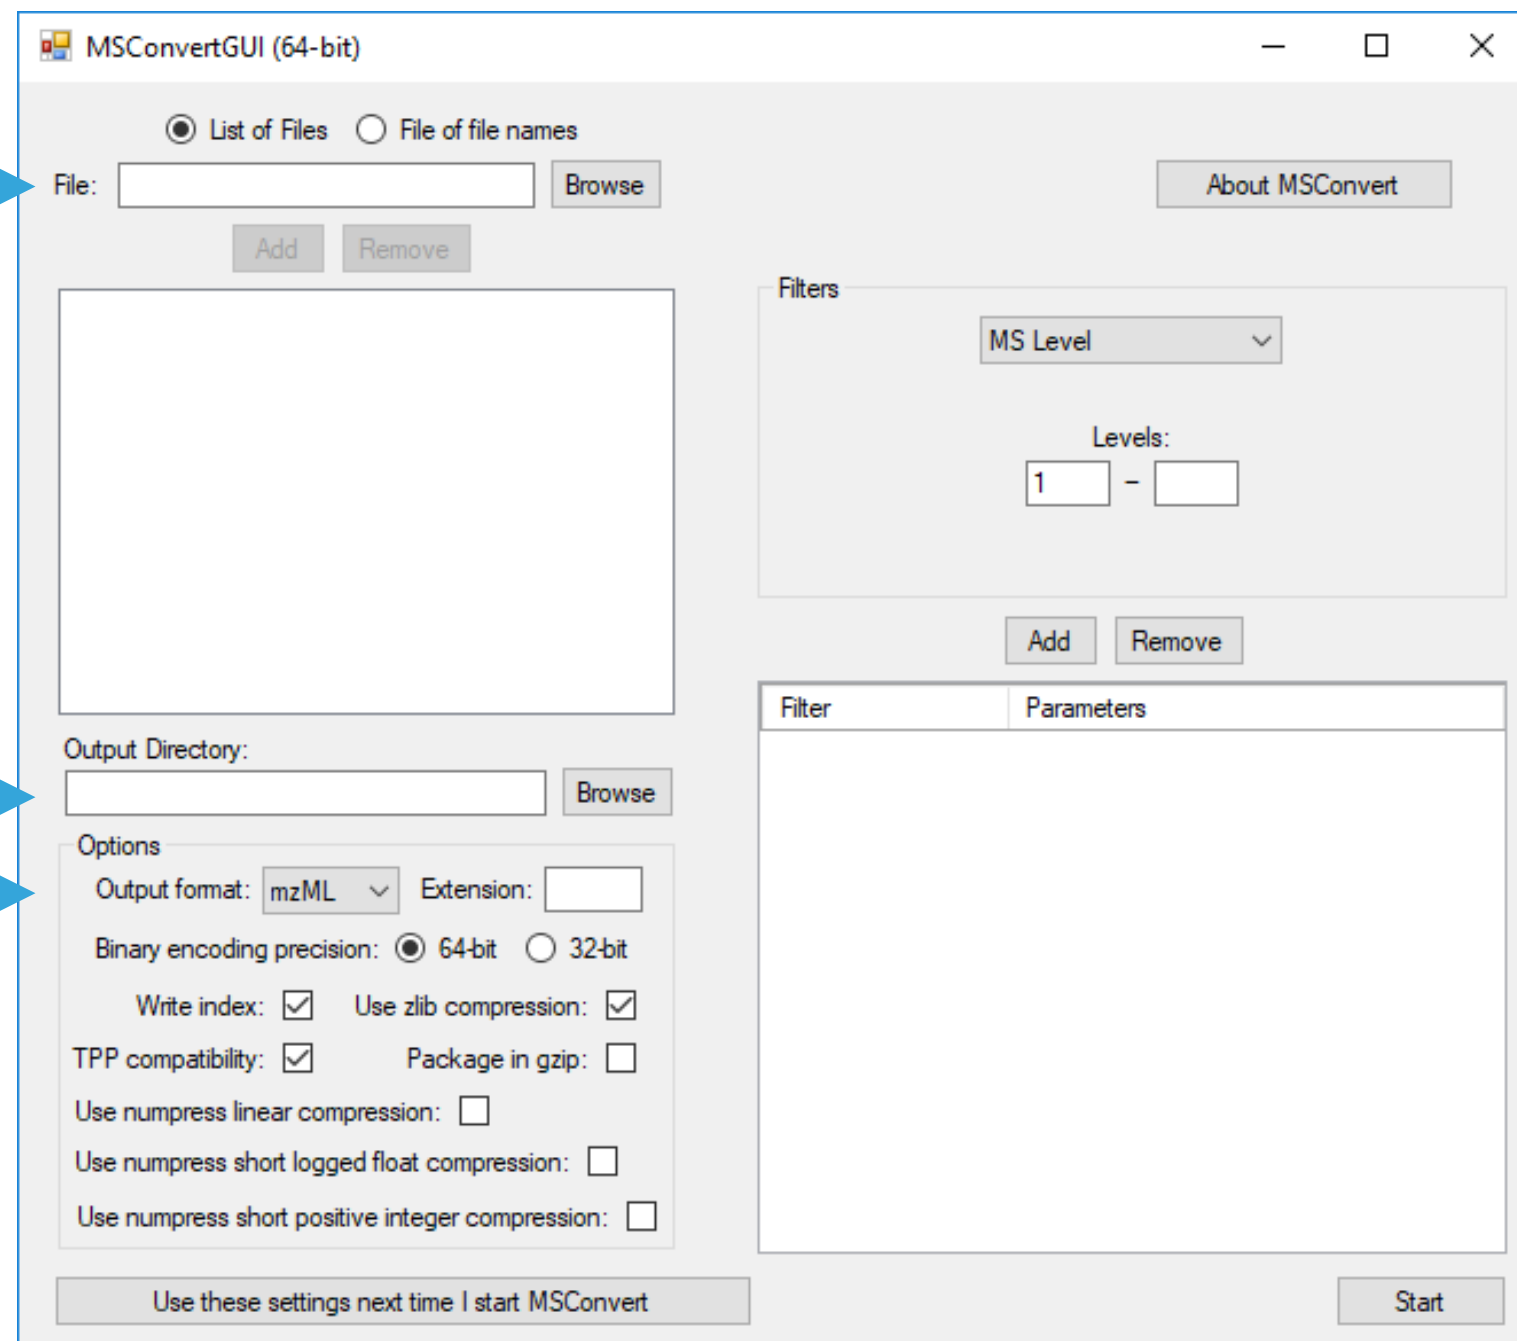 MSConvertGUI (64-bit)
List of Files File of file names
File: Browse
About MSConvert
Add Remove
Filters
MS Level
Levels:
1 -
Add Remove
Filter Parameters
Output Directory:
Browse
Options
Output format: mzML Extension:
Binary encoding precision: 64-bit 32-bit
Write index: Use zlib compression:
TPP compatibility: Package in gzip:
Use numpress linear compression:
Use numpress short logged float compression:
Use numpress short positive integer compression:
Use these settings next time I start MSConvert
Start